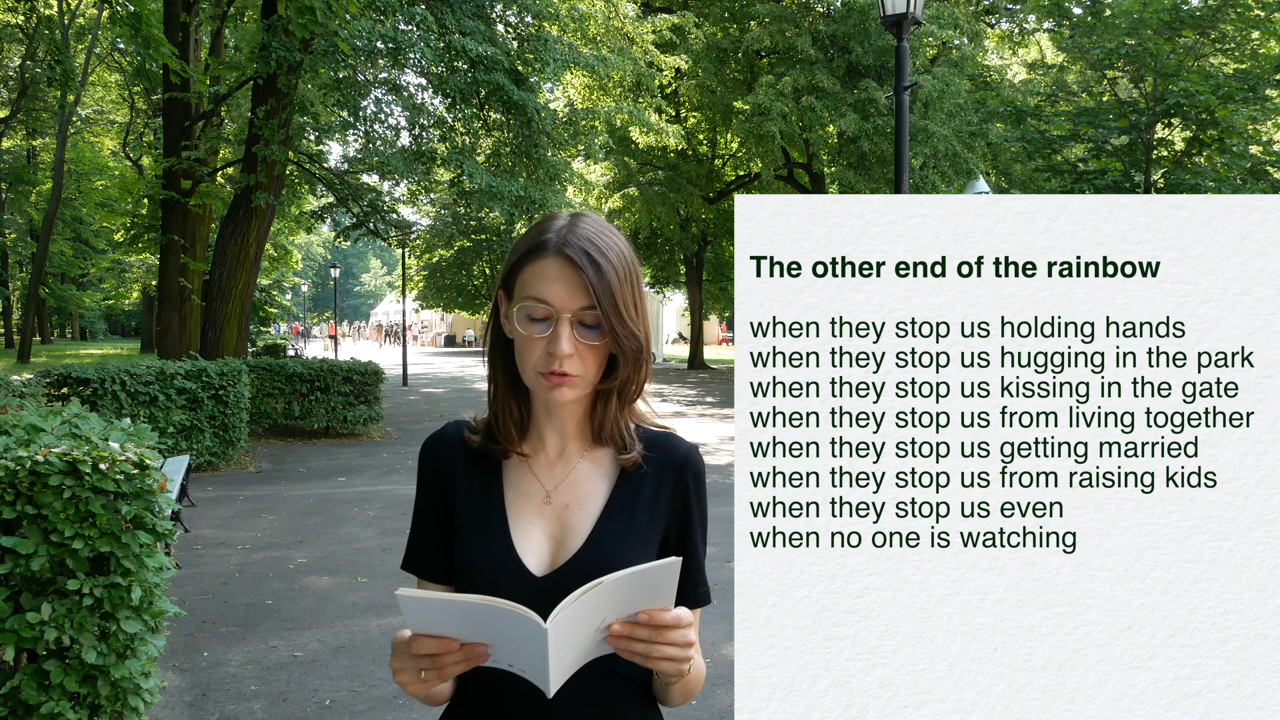 The other end of the rainbow
when they stop us holding hands
when they stop us hugging in the park
when they stop us kissing in the gate
when they stop us from living together
when they stop us getting married
when they stop us from raising kids
when they stop us even
when no one is watching